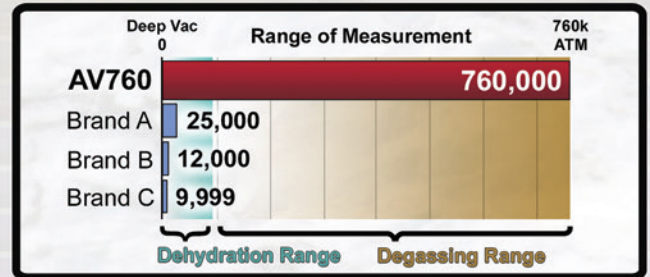 Deep Vac
0
Range of Measurement
760k
ATM
AV760
760,000
Brand A
25,000
Brand B
12,000
Brand C
9,999
Dehydration Range
Degassing Range